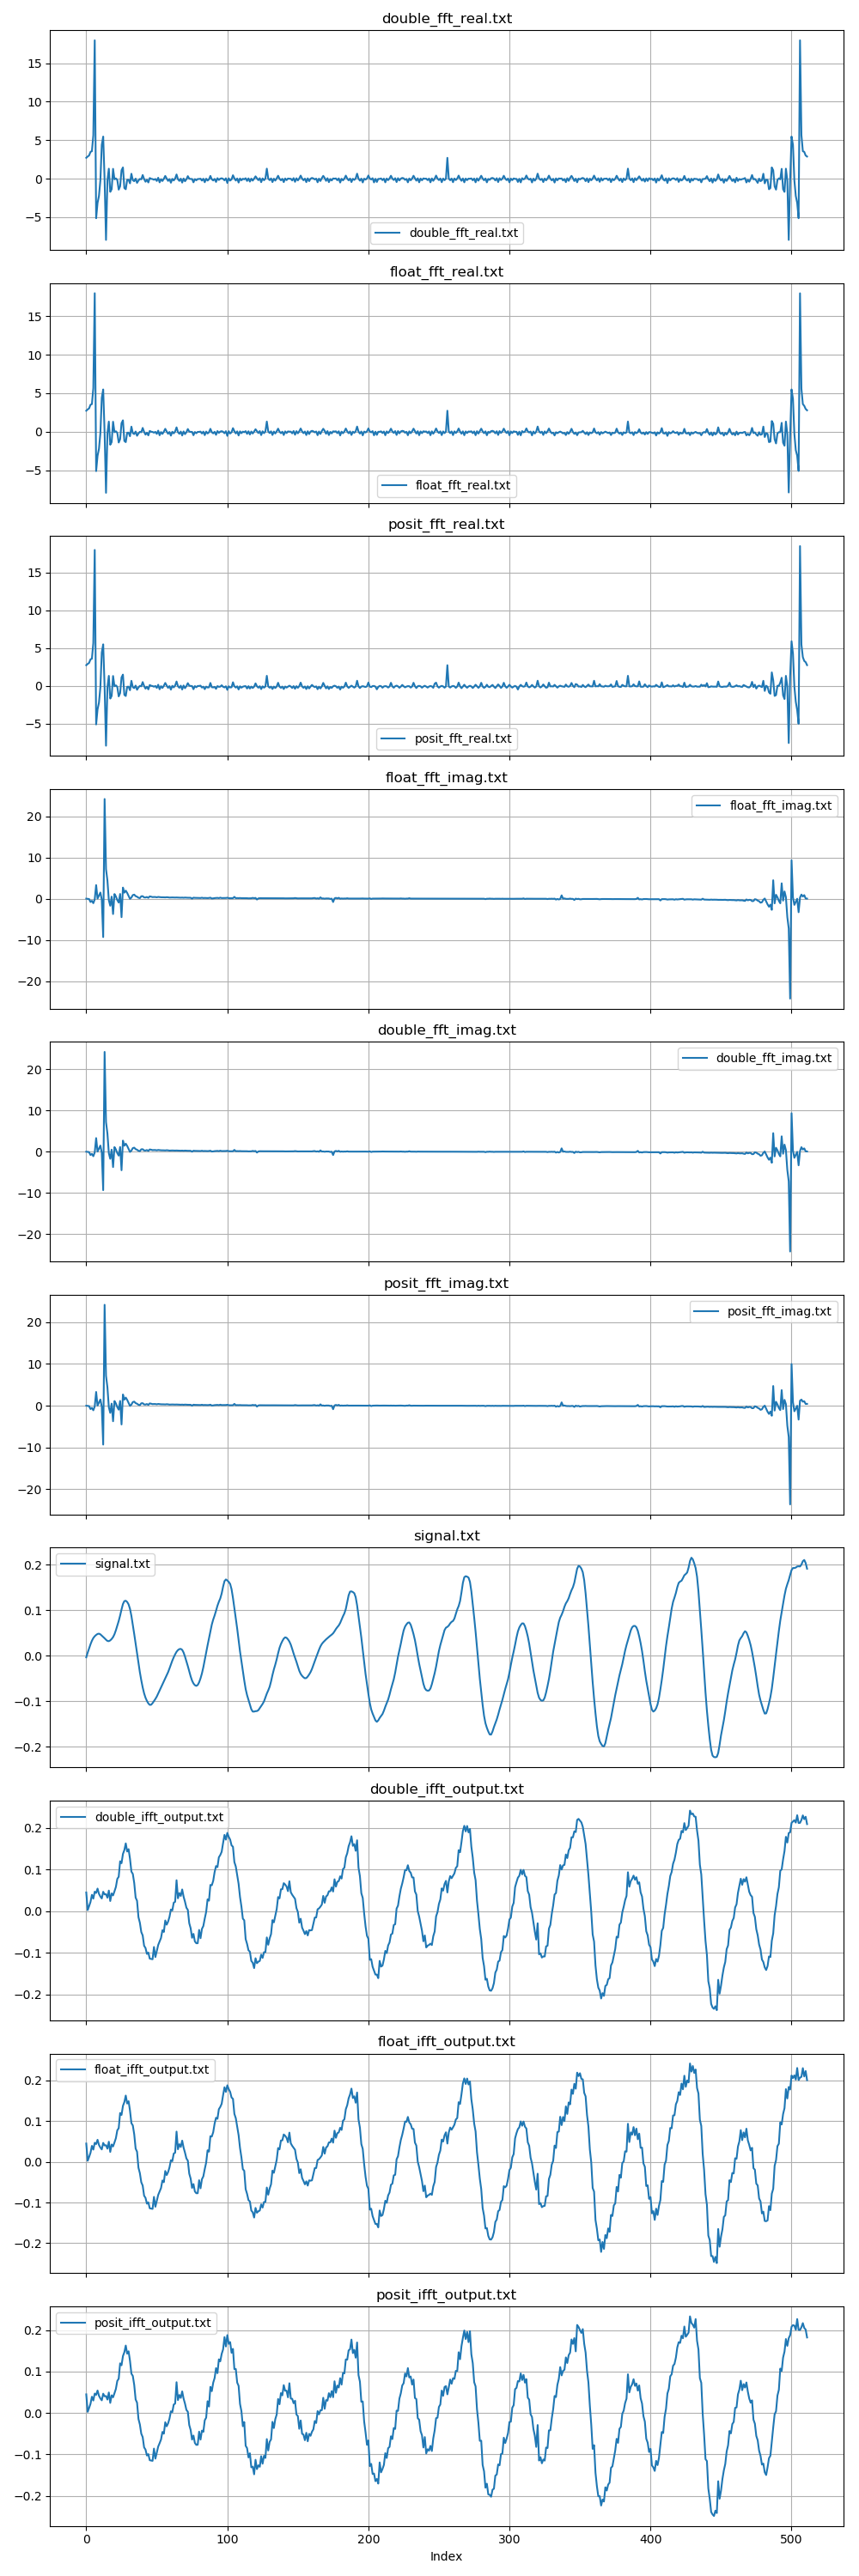 double_fft_real.txt
15
10
5
0
−5
double_fft_real.txt
float_fft_real.txt
15
10
5
0
−5
float_fft_real.txt
posit_fft_real.txt
15
10
5
0
−5
posit_fft_real.txt
float_fft_imag.txt
float_fft_imag.txt
20
10
0
−10
−20
double_fft_imag.txt
double_fft_imag.txt
20
10
0
−10
−20
posit_fft_imag.txt
posit_fft_imag.txt
20
10
0
−10
−20
signal.txt
signal.txt
0.2
0.1
0.0
−0.1
−0.2
double_ifft_output.txt
double_ifft_output.txt
0.2
0.1
0.0
−0.1
−0.2
float_ifft_output.txt
float_ifft_output.txt
0.2
0.1
0.0
−0.1
−0.2
posit_ifft_output.txt
posit_ifft_output.txt
0.2
0.1
0.0
−0.1
−0.2
0 100 200 300 400 500
Index